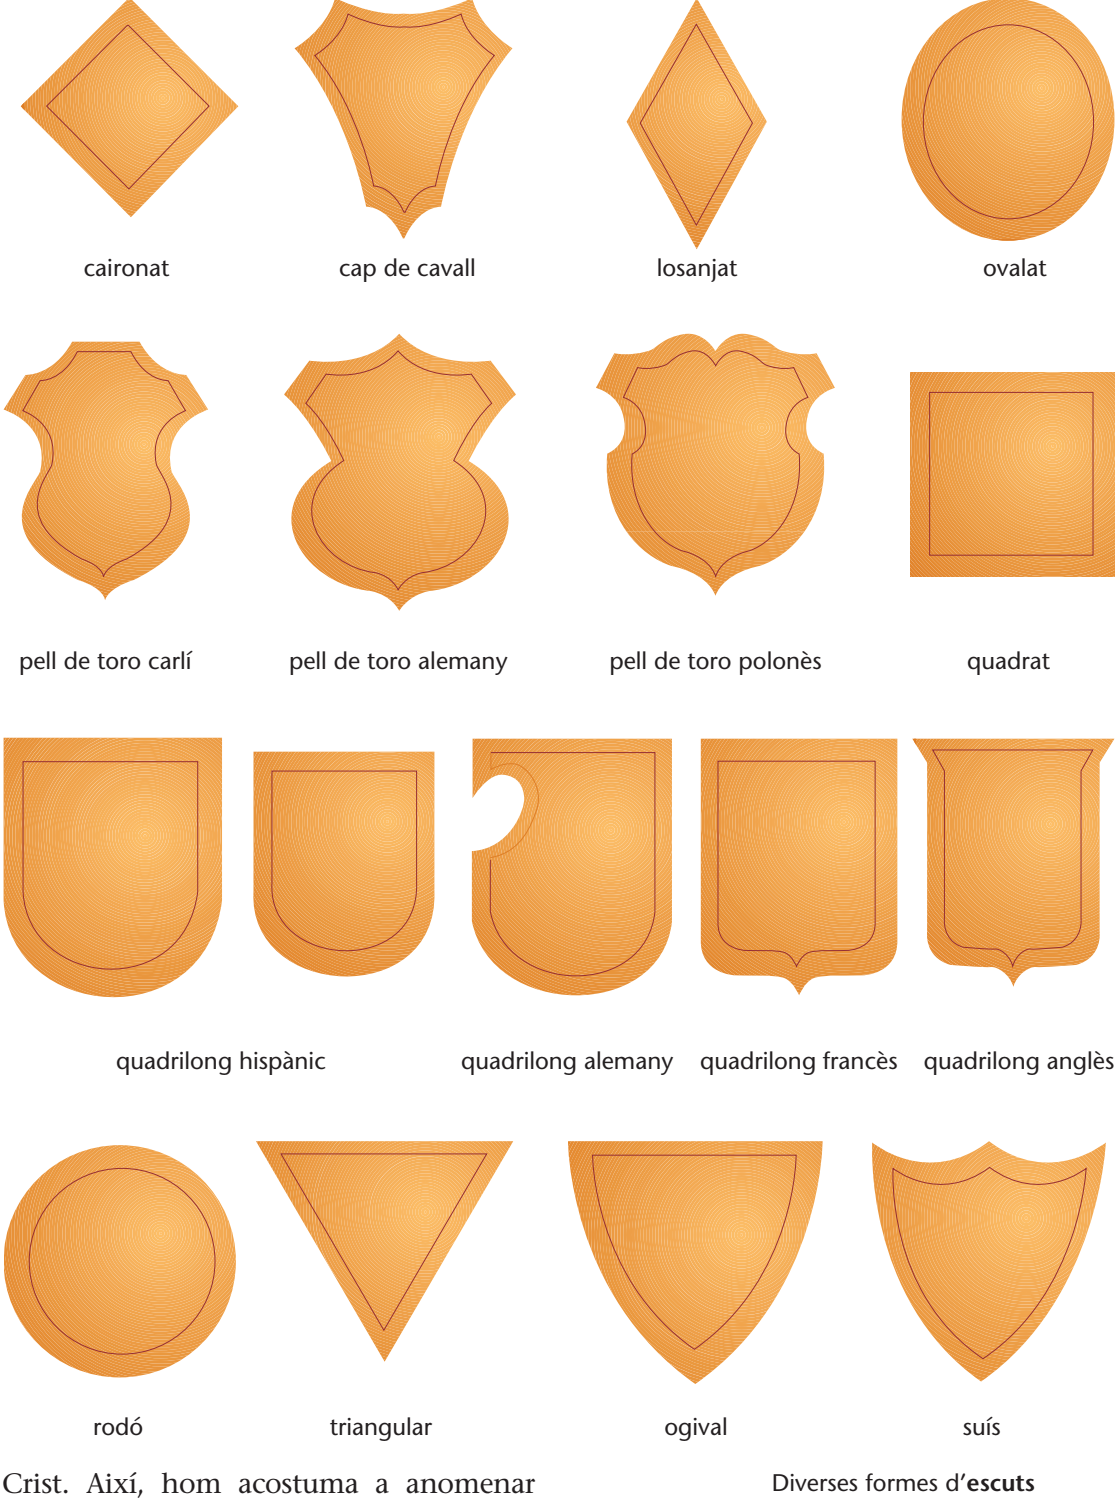 caironat cap de cavall losanjat ovalat
pell de toro carlí pell de toro alemany pell de toro polonès quadrat
quadrilong hispànic quadrilong alemany quadrilong francès quadrilong anglès
rodó triangular ogival suís
Crist. Així, hom acostuma a anomenar
Diverses formes d'escuts